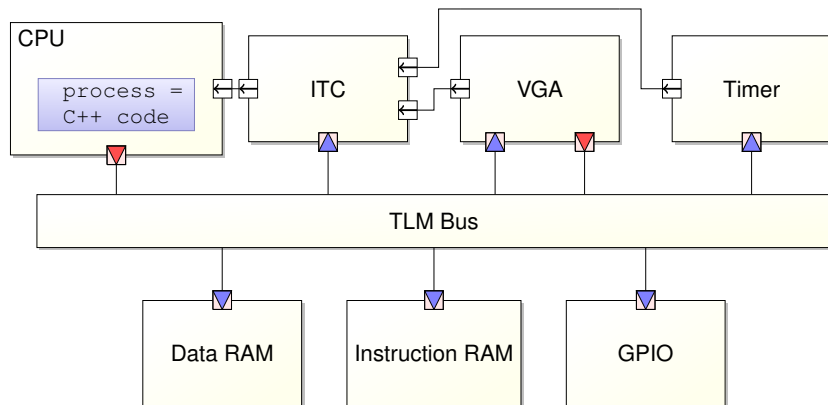 CPU
process =
C++ code
ITC
VGA
Timer
TLM Bus
Data RAM
Instruction RAM
GPIO